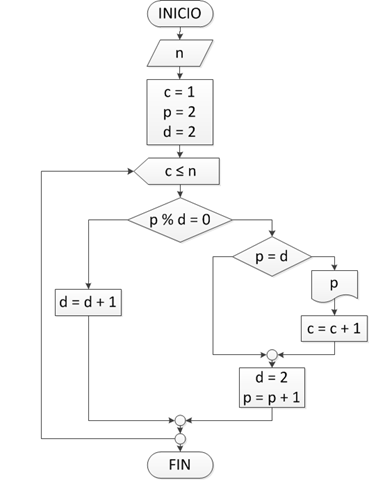 INICIO
n
c = 1
p = 2
d = 2
c ≤ n
p % d = 0
p = d
p
d = d + 1
c = c + 1
d = 2
p = p + 1
FIN